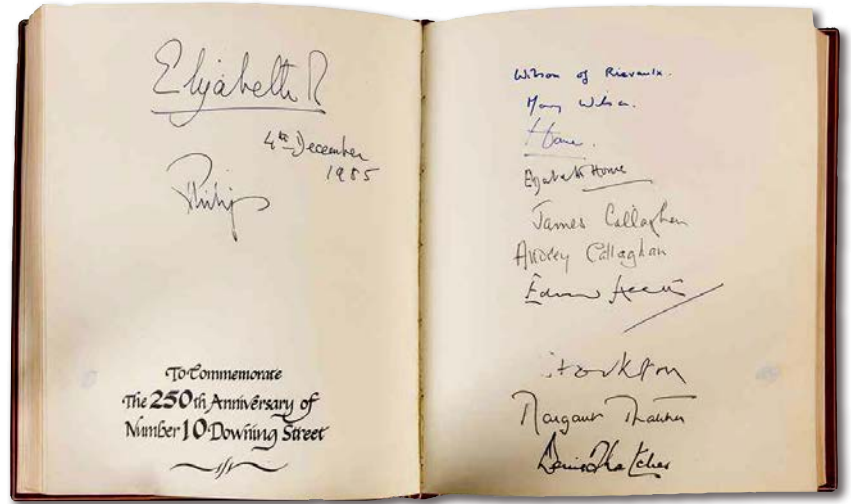 Elizabeth R
4th December
1985
Philip
To Commemorate
The 250th Anniversary of
Number 10 Downing Street
Wilson of Rievaulx.
Mary Wilson.
Home.
Elizabeth Home
James Callaghan
Audrey Callaghan
Edward Heath
Stockton
Margaret Thatcher
Denis Thatcher